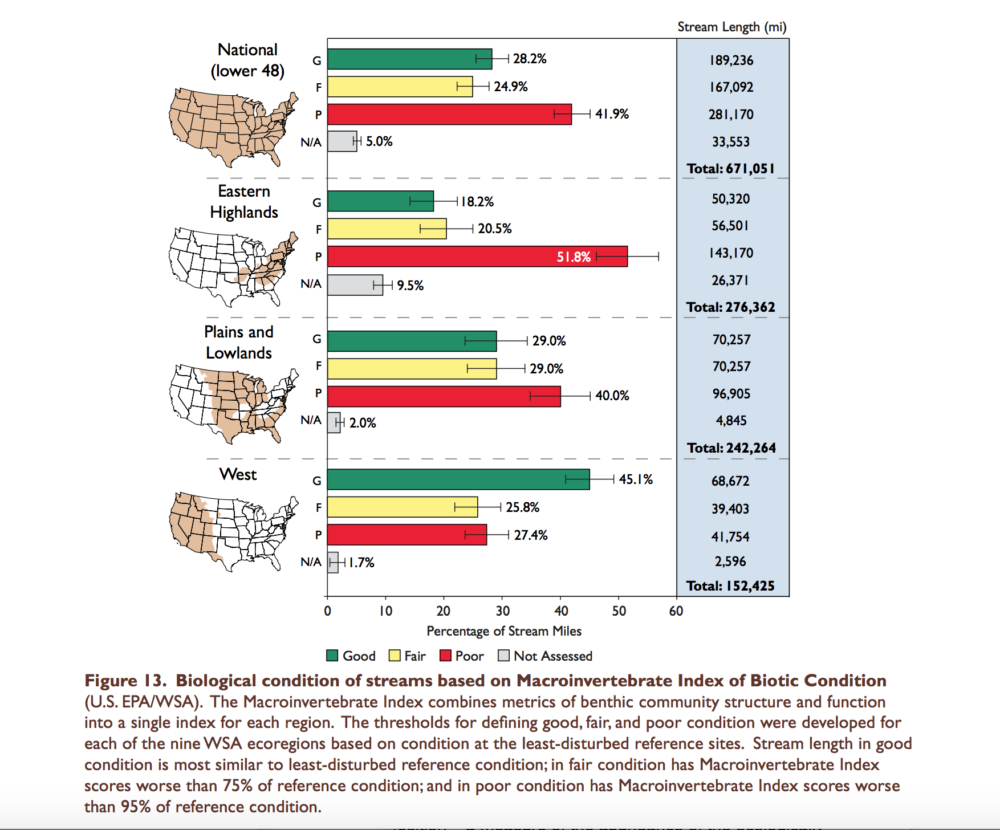 Stream Length (mi)
National
(lower 48)
G 28.2% 189,236
F 24.9% 167,092
P 41.9% 281,170
N/A 5.0% 33,553
Total: 671,051
Eastern
Highlands
G 18.2% 50,320
F 20.5% 56,501
P 51.8% 143,170
N/A 9.5% 26,371
Total: 276,362
Plains and
Lowlands
G 29.0% 70,257
F 29.0% 70,257
P 40.0% 96,905
N/A 2.0% 4,845
Total: 242,264
West
G 45.1% 68,672
F 25.8% 39,403
P 27.4% 41,754
N/A 1.7% 2,596
Total: 152,425
0 10 20 30 40 50 60
Percentage of Stream Miles
Good Fair Poor Not Assessed
Figure 13. Biological condition of streams based on Macroinvertebrate Index of Biotic Condition
(U.S. EPA/WSA). The Macroinvertebrate Index combines metrics of benthic community structure and function
into a single index for each region. The thresholds for defining good, fair, and poor condition were developed for
each of the nine WSA ecoregions based on condition at the least-disturbed reference sites. Stream length in good
condition is most similar to least-disturbed reference condition; in fair condition has Macroinvertebrate Index
scores worse than 75% of reference condition; and in poor condition has Macroinvertebrate Index scores worse
than 95% of reference condition.